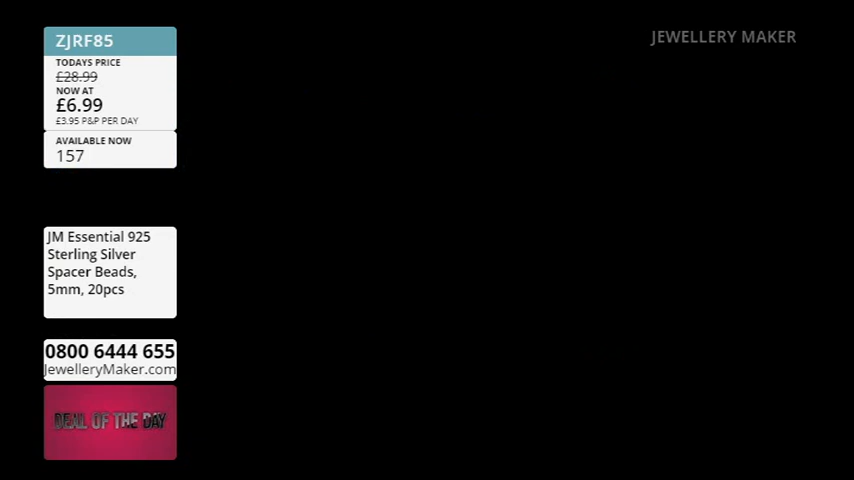 ZJRF85
TODAYS PRICE
£28.99
NOW AT
£6.99
£3.95 P&P PER DAY
AVAILABLE NOW
157
JEWELLERY MAKER
JM Essential 925
Sterling Silver
Spacer Beads,
5mm, 20pcs
0800 6444 655
JewelleryMaker.com
DEAL OF THE DAY